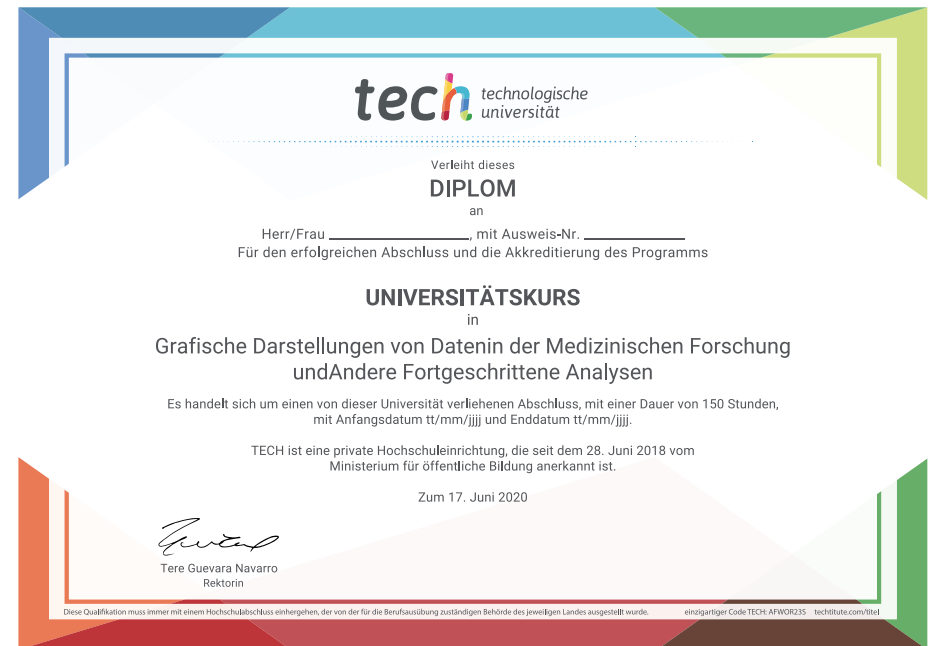 tech technologische
universität
Verleiht dieses
DIPLOM
an
Herr/Frau ____________________, mit Ausweis-Nr. ______________
Für den erfolgreichen Abschluss und die Akkreditierung des Programms
UNIVERSITÄTSKURS
in
Grafische Darstellungen von Datenin der Medizinischen Forschung
undAndere Fortgeschrittene Analysen
Es handelt sich um einen von dieser Universität verliehenen Abschluss, mit einer Dauer von 150 Stunden,
mit Anfangsdatum tt/mm/jjjj und Enddatum tt/mm/jjjj.
TECH ist eine private Hochschuleinrichtung, die seit dem 28. Juni 2018 vom
Ministerium für öffentliche Bildung anerkannt ist.
Zum 17. Juni 2020
Tere Guevara Navarro
Rektorin
Diese Qualifikation muss immer mit einem Hochschulabschluss einhergehen, der von der für die Berufsausübung zuständigen Behörde des jeweiligen Landes ausgestellt wurde. einzigartiger Code TECH: AFWOR23S techtitute.com/titel